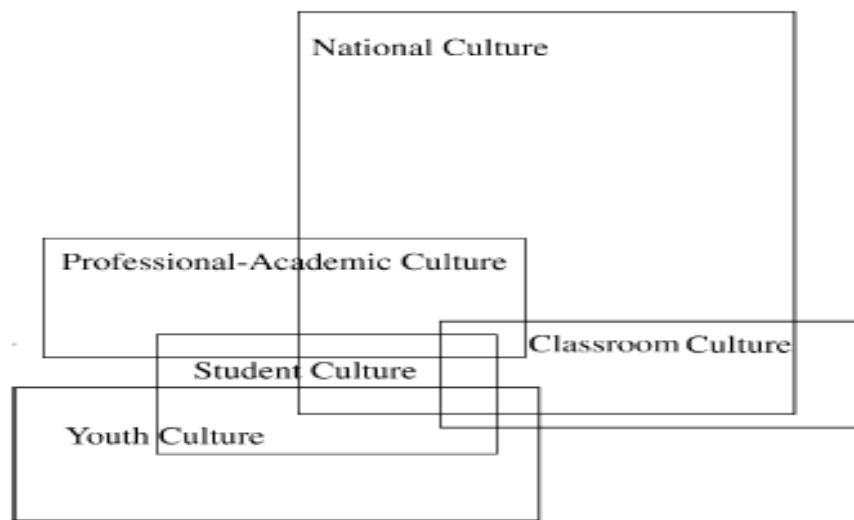 National Culture
Professional-Academic Culture
Classroom Culture
Student Culture
Youth Culture